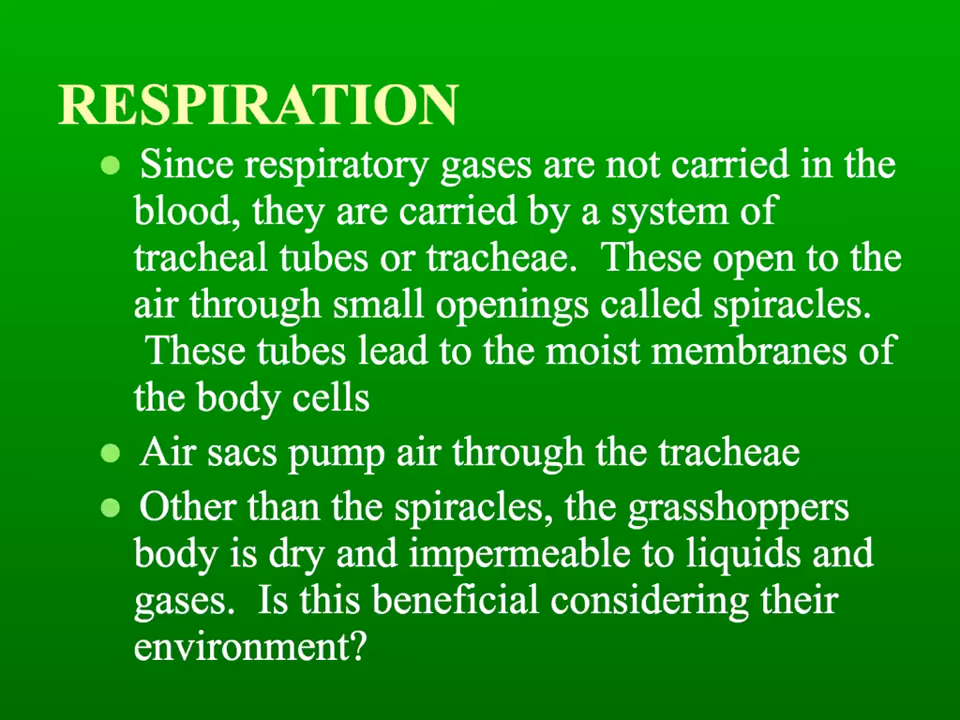 RESPIRATION
● Since respiratory gases are not carried in the
blood, they are carried by a system of
tracheal tubes or tracheae.  These open to the
air through small openings called spiracles.
These tubes lead to the moist membranes of
the body cells
● Air sacs pump air through the tracheae
● Other than the spiracles, the grasshoppers
body is dry and impermeable to liquids and
gases.  Is this beneficial considering their
environment?